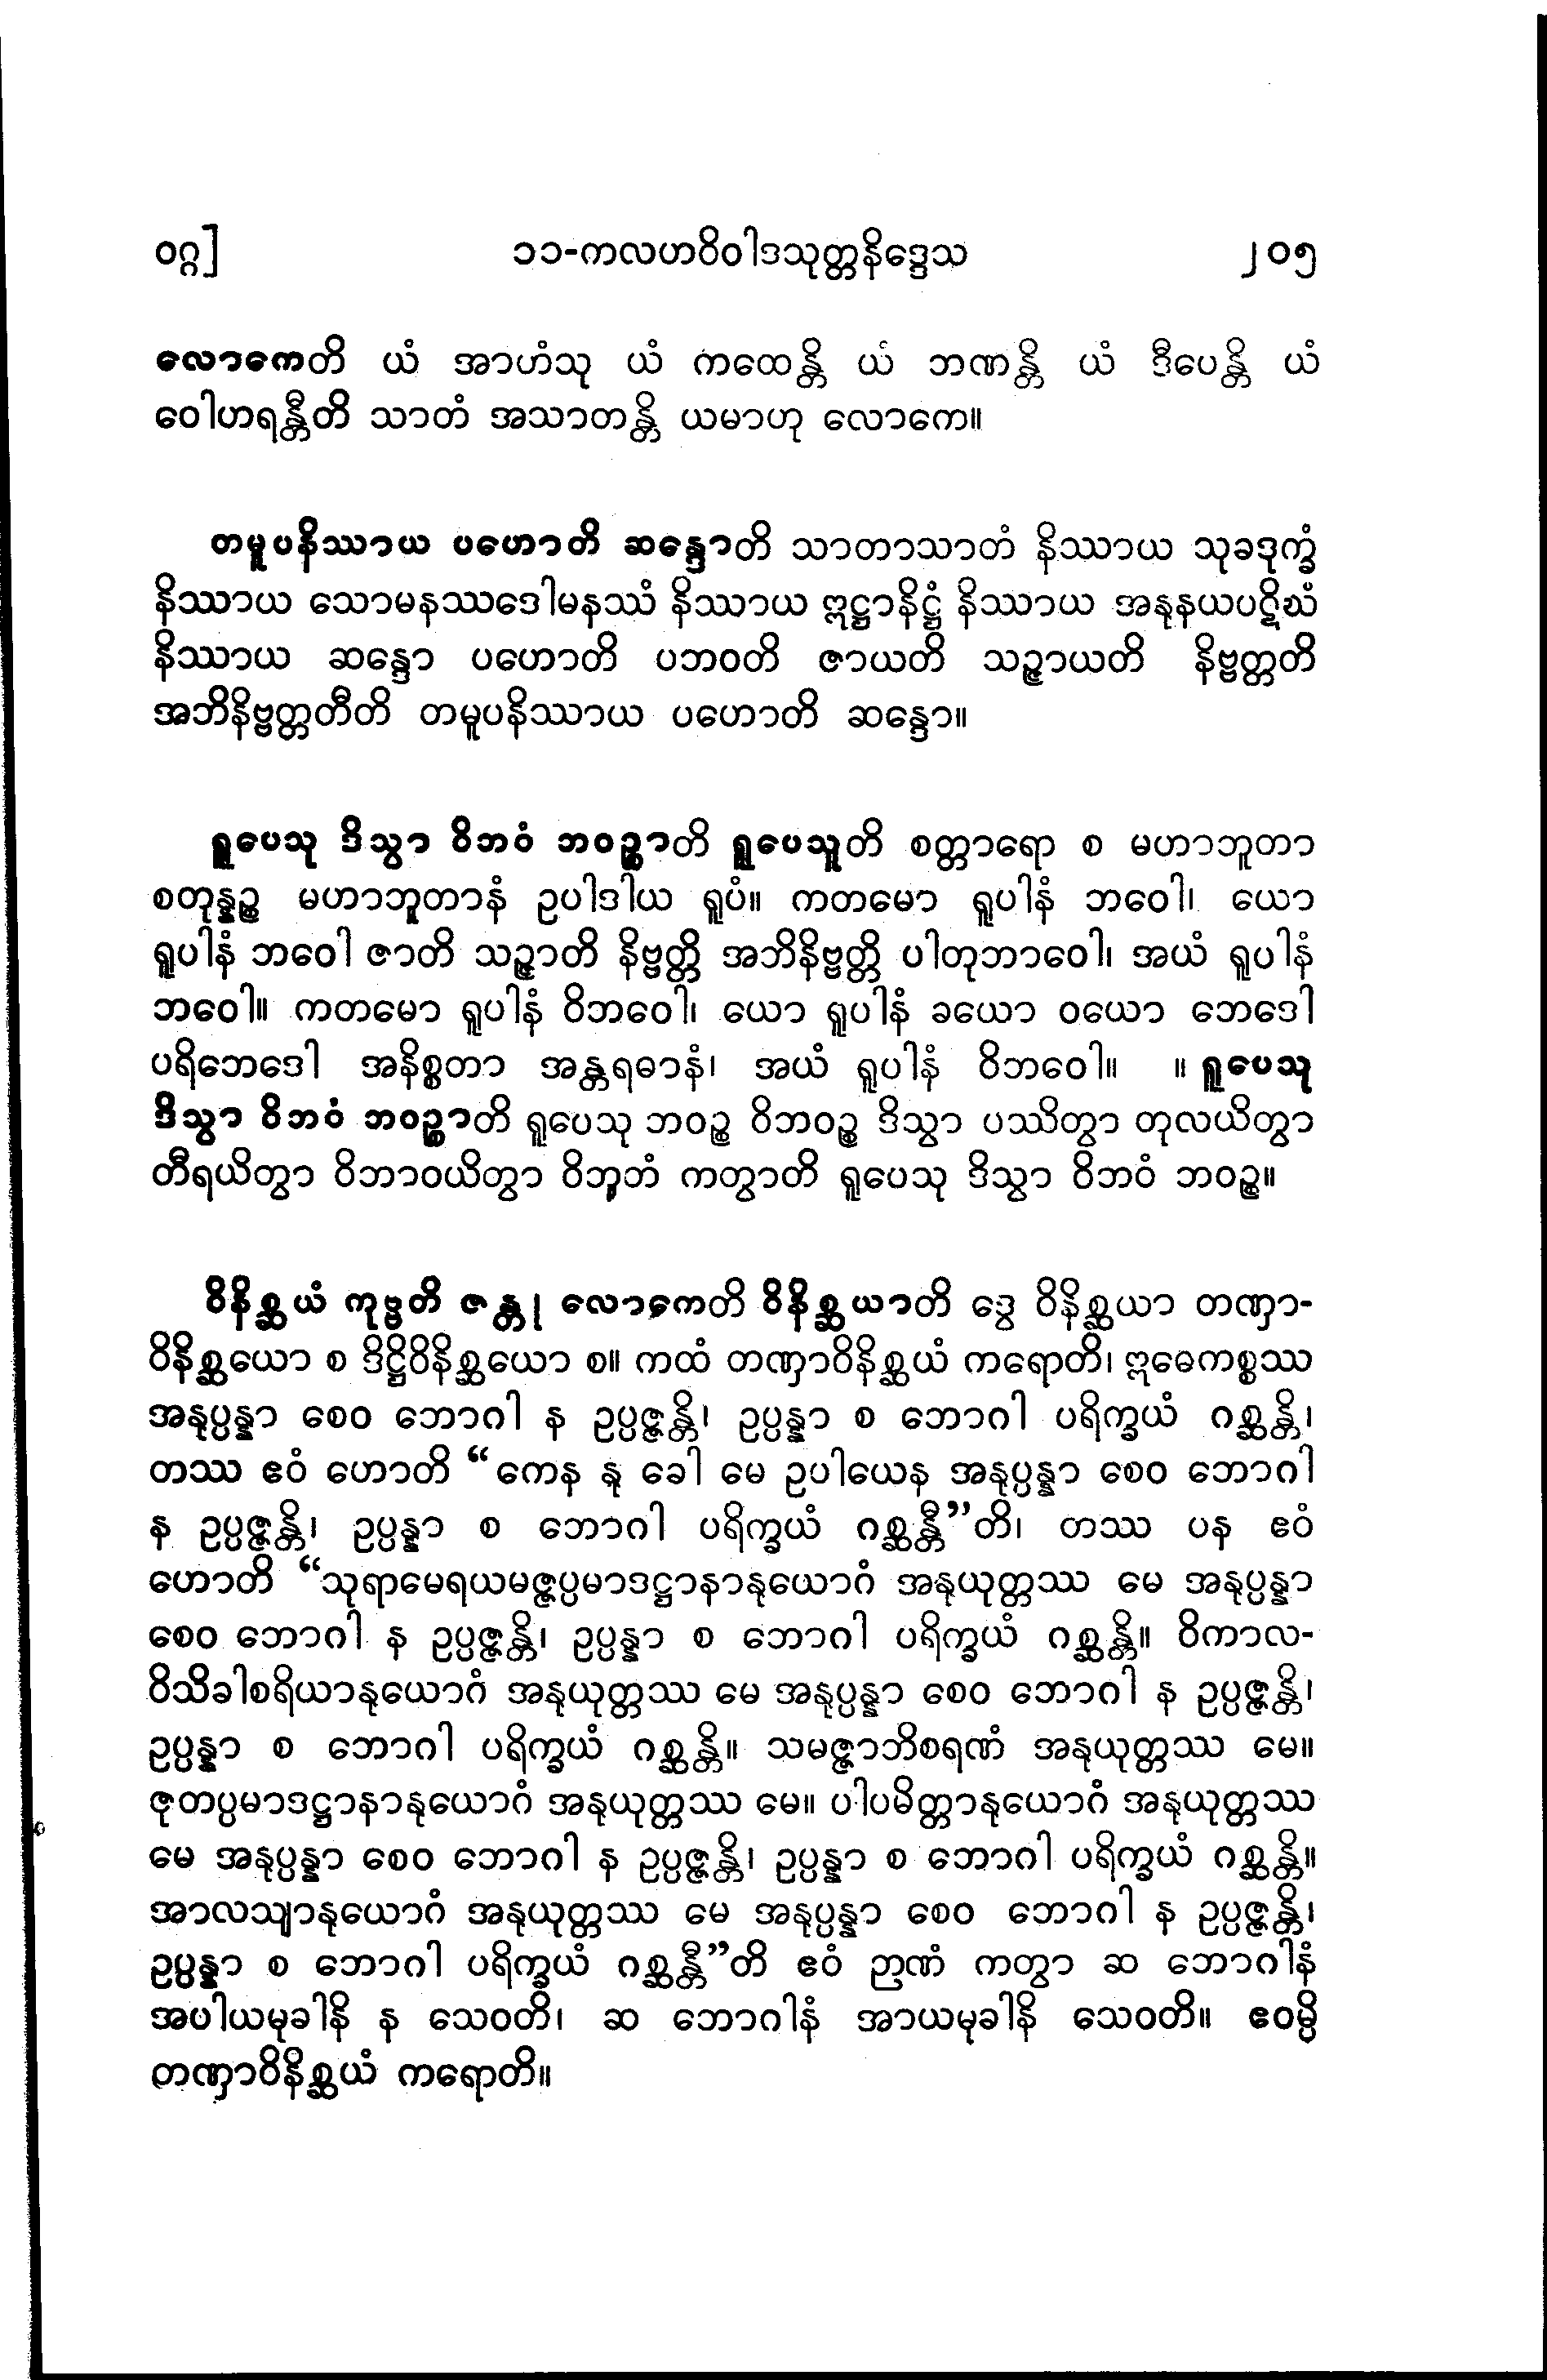 ဝဂ္ဂ]
၁၁-ကလဟဝိဝါဒသုတ္တနိဒ္ဒေသ
၂၀၅
လောကေတိ ယံ အာဟံသု ယံ ကထေန္တိ ယံ ဘဏန္တိ ယံ ဒီပေန္တိ ယံ
ဝေါဟရန္တီတိ သာတံ အသာတန္တိ ယမာဟု လောကေ။
တမူပနိဿာယ ပဟောတိ ဆန္ဒောတိ သာတာသာတံ နိဿာယ သုခဒုက္ခံ
နိဿာယ သောမနဿဒေါမနဿံ နိဿာယ ဣဋ္ဌာနိဋ္ဌံ နိဿာယ အနုနယပဋိဃံ
နိဿာယ ဆန္ဒော ပဟောတိ ပဘဝတိ ဇာယတိ သဉ္ဇာယတိ နိဗ္ဗတ္တတိ
အဘိနိဗ္ဗတ္တတီတိ တမူပနိဿာယ ပဟောတိ ဆန္ဒော။
ရူပေသု ဒိသွာ ဝိဘဝံ ဘဝဉ္စာတိ ရူပေသူတိ စတ္တာရော စ မဟာဘူတာ
စတုန္နဉ္စ မဟာဘူတာနံ ဥပါဒါယ ရူပံ။ ကတမော ရူပါနံ ဘဝေါ၊ ယော
ရူပါနံ ဘဝေါ ဇာတိ သဉ္ဇာတိ နိဗ္ဗတ္တိ အဘိနိဗ္ဗတ္တိ ပါတုဘာဝေါ၊ အယံ ရူပါနံ
ဘဝေါ။ ကတမော ရူပါနံ ဝိဘဝေါ၊ ယော ရူပါနံ ခယော ဝယော ဘေဒေါ
ပရိဘေဒေါ အနိစ္စတာ အန္တရဓာနံ၊ အယံ ရူပါနံ ဝိဘဝေါ။ ။ ရူပေသု
ဒိသွာ ဝိဘဝံ ဘဝဉ္စာတိ ရူပေသု ဘဝဉ္စ ဝိဘဝဉ္စ ဒိသွာ ပဿိတွာ တုလယိတွာ
တီရယိတွာ ဝိဘာဝယိတွာ ဝိဘူတံ ကတွာတိ ရူပေသု ဒိသွာ ဝိဘဝံ ဘဝဉ္စ။
ဝိနိစ္ဆယံ ကုဗ္ဗတိ ဇန္တု လောကေတိ ဝိနိစ္ဆယာတိ ဒွေ ဝိနိစ္ဆယာ တဏှာ-
ဝိနိစ္ဆယော စ ဒိဋ္ဌိဝိနိစ္ဆယော စ။ ကထံ တဏှာဝိနိစ္ဆယံ ကရောတိ၊ ဣဓေကစ္စဿ
အနုပ္ပန္နာ စေဝ ဘောဂါ န ဥပ္ပဇ္ဇန္တိ၊ ဥပ္ပန္နာ စ ဘောဂါ ပရိက္ခယံ ဂစ္ဆန္တိ၊
တဿ ဧဝံ ဟောတိ “ကေန နု ခေါ မေ ဥပါယေန အနုပ္ပန္နာ စေဝ ဘောဂါ
န ဥပ္ပဇ္ဇန္တိ၊ ဥပ္ပန္နာ စ ဘောဂါ ပရိက္ခယံ ဂစ္ဆန္တီ”တိ၊ တဿ ပန ဧဝံ
ဟောတိ “သုရာမေရယမဇ္ဇပ္ပမာဒဋ္ဌာနာနုယောဂံ အနုယုတ္တဿ မေ အနုပ္ပန္နာ
စေဝ ဘောဂါ န ဥပ္ပဇ္ဇန္တိ၊ ဥပ္ပန္နာ စ ဘောဂါ ပရိက္ခယံ ဂစ္ဆန္တိ။ ဝိကာလ-
ဝိသိခါစရိယာနုယောဂံ အနုယုတ္တဿ မေ အနုပ္ပန္နာ စေဝ ဘောဂါ န ဥပ္ပဇ္ဇန္တိ၊
ဥပ္ပန္နာ စ ဘောဂါ ပရိက္ခယံ ဂစ္ဆန္တိ။ သမဇ္ဇာဘိစရဏံ အနုယုတ္တဿ မေ။
ဇုတပ္ပမာဒဋ္ဌာနာနုယောဂံ အနုယုတ္တဿ မေ။ ပါပမိတ္တာနုယောဂံ အနုယုတ္တဿ
မေ အနုပ္ပန္နာ စေဝ ဘောဂါ န ဥပ္ပဇ္ဇန္တိ၊ ဥပ္ပန္နာ စ ဘောဂါ ပရိက္ခယံ ဂစ္ဆန္တိ။
အာလသျာနုယောဂံ အနုယုတ္တဿ မေ အနုပ္ပန္နာ စေဝ ဘောဂါ န ဥပ္ပဇ္ဇန္တိ၊
ဥပ္ပန္နာ စ ဘောဂါ ပရိက္ခယံ ဂစ္ဆန္တီ”တိ ဧဝံ ဉာဏံ ကတွာ ဆ ဘောဂါနံ
အပါယမုခါနိ န သေဝတိ၊ ဆ ဘောဂါနံ အာယမုခါနိ သေဝတိ။ ဧဝမ္ပိ
တဏှာဝိနိစ္ဆယံ ကရောတိ။